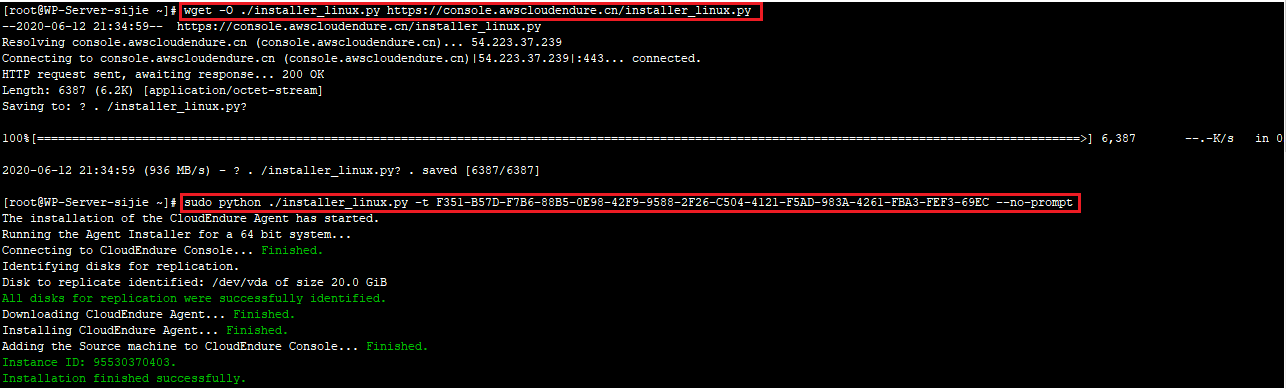 [root@WP-Server-sijie ~]# wget -O ./installer_linux.py https://console.awscloudendure.cn/installer_linux.py
--2020-06-12 21:34:59--  https://console.awscloudendure.cn/installer_linux.py
Resolving console.awscloudendure.cn (console.awscloudendure.cn)... 54.223.37.239
Connecting to console.awscloudendure.cn (console.awscloudendure.cn)|54.223.37.239|:443... connected.
HTTP request sent, awaiting response... 200 OK
Length: 6387 (6.2K) [application/octet-stream]
Saving to: ? . /installer_linux.py?
100%[======================================================================================================================================================>] 6,387       --.-K/s   in 0
2020-06-12 21:34:59 (936 MB/s) - ? . /installer_linux.py? . saved [6387/6387]
[root@WP-Server-sijie ~]# sudo python ./installer_linux.py -t F351-B57D-F7B6-88B5-0E98-42F9-9588-2F26-C504-4121-F5AD-983A-4261-FBA3-FEF3-69EC --no-prompt
The installation of the CloudEndure Agent has started.
Running the Agent Installer for a 64 bit system...
Connecting to CloudEndure Console... Finished.
Identifying disks for replication.
Disk to replicate identified: /dev/vda of size 20.0 GiB
All disks for replication were successfully identified.
Downloading CloudEndure Agent... Finished.
Installing CloudEndure Agent... Finished.
Adding the Source machine to CloudEndure Console... Finished.
Instance ID: 95530370403.
Installation finished successfully.